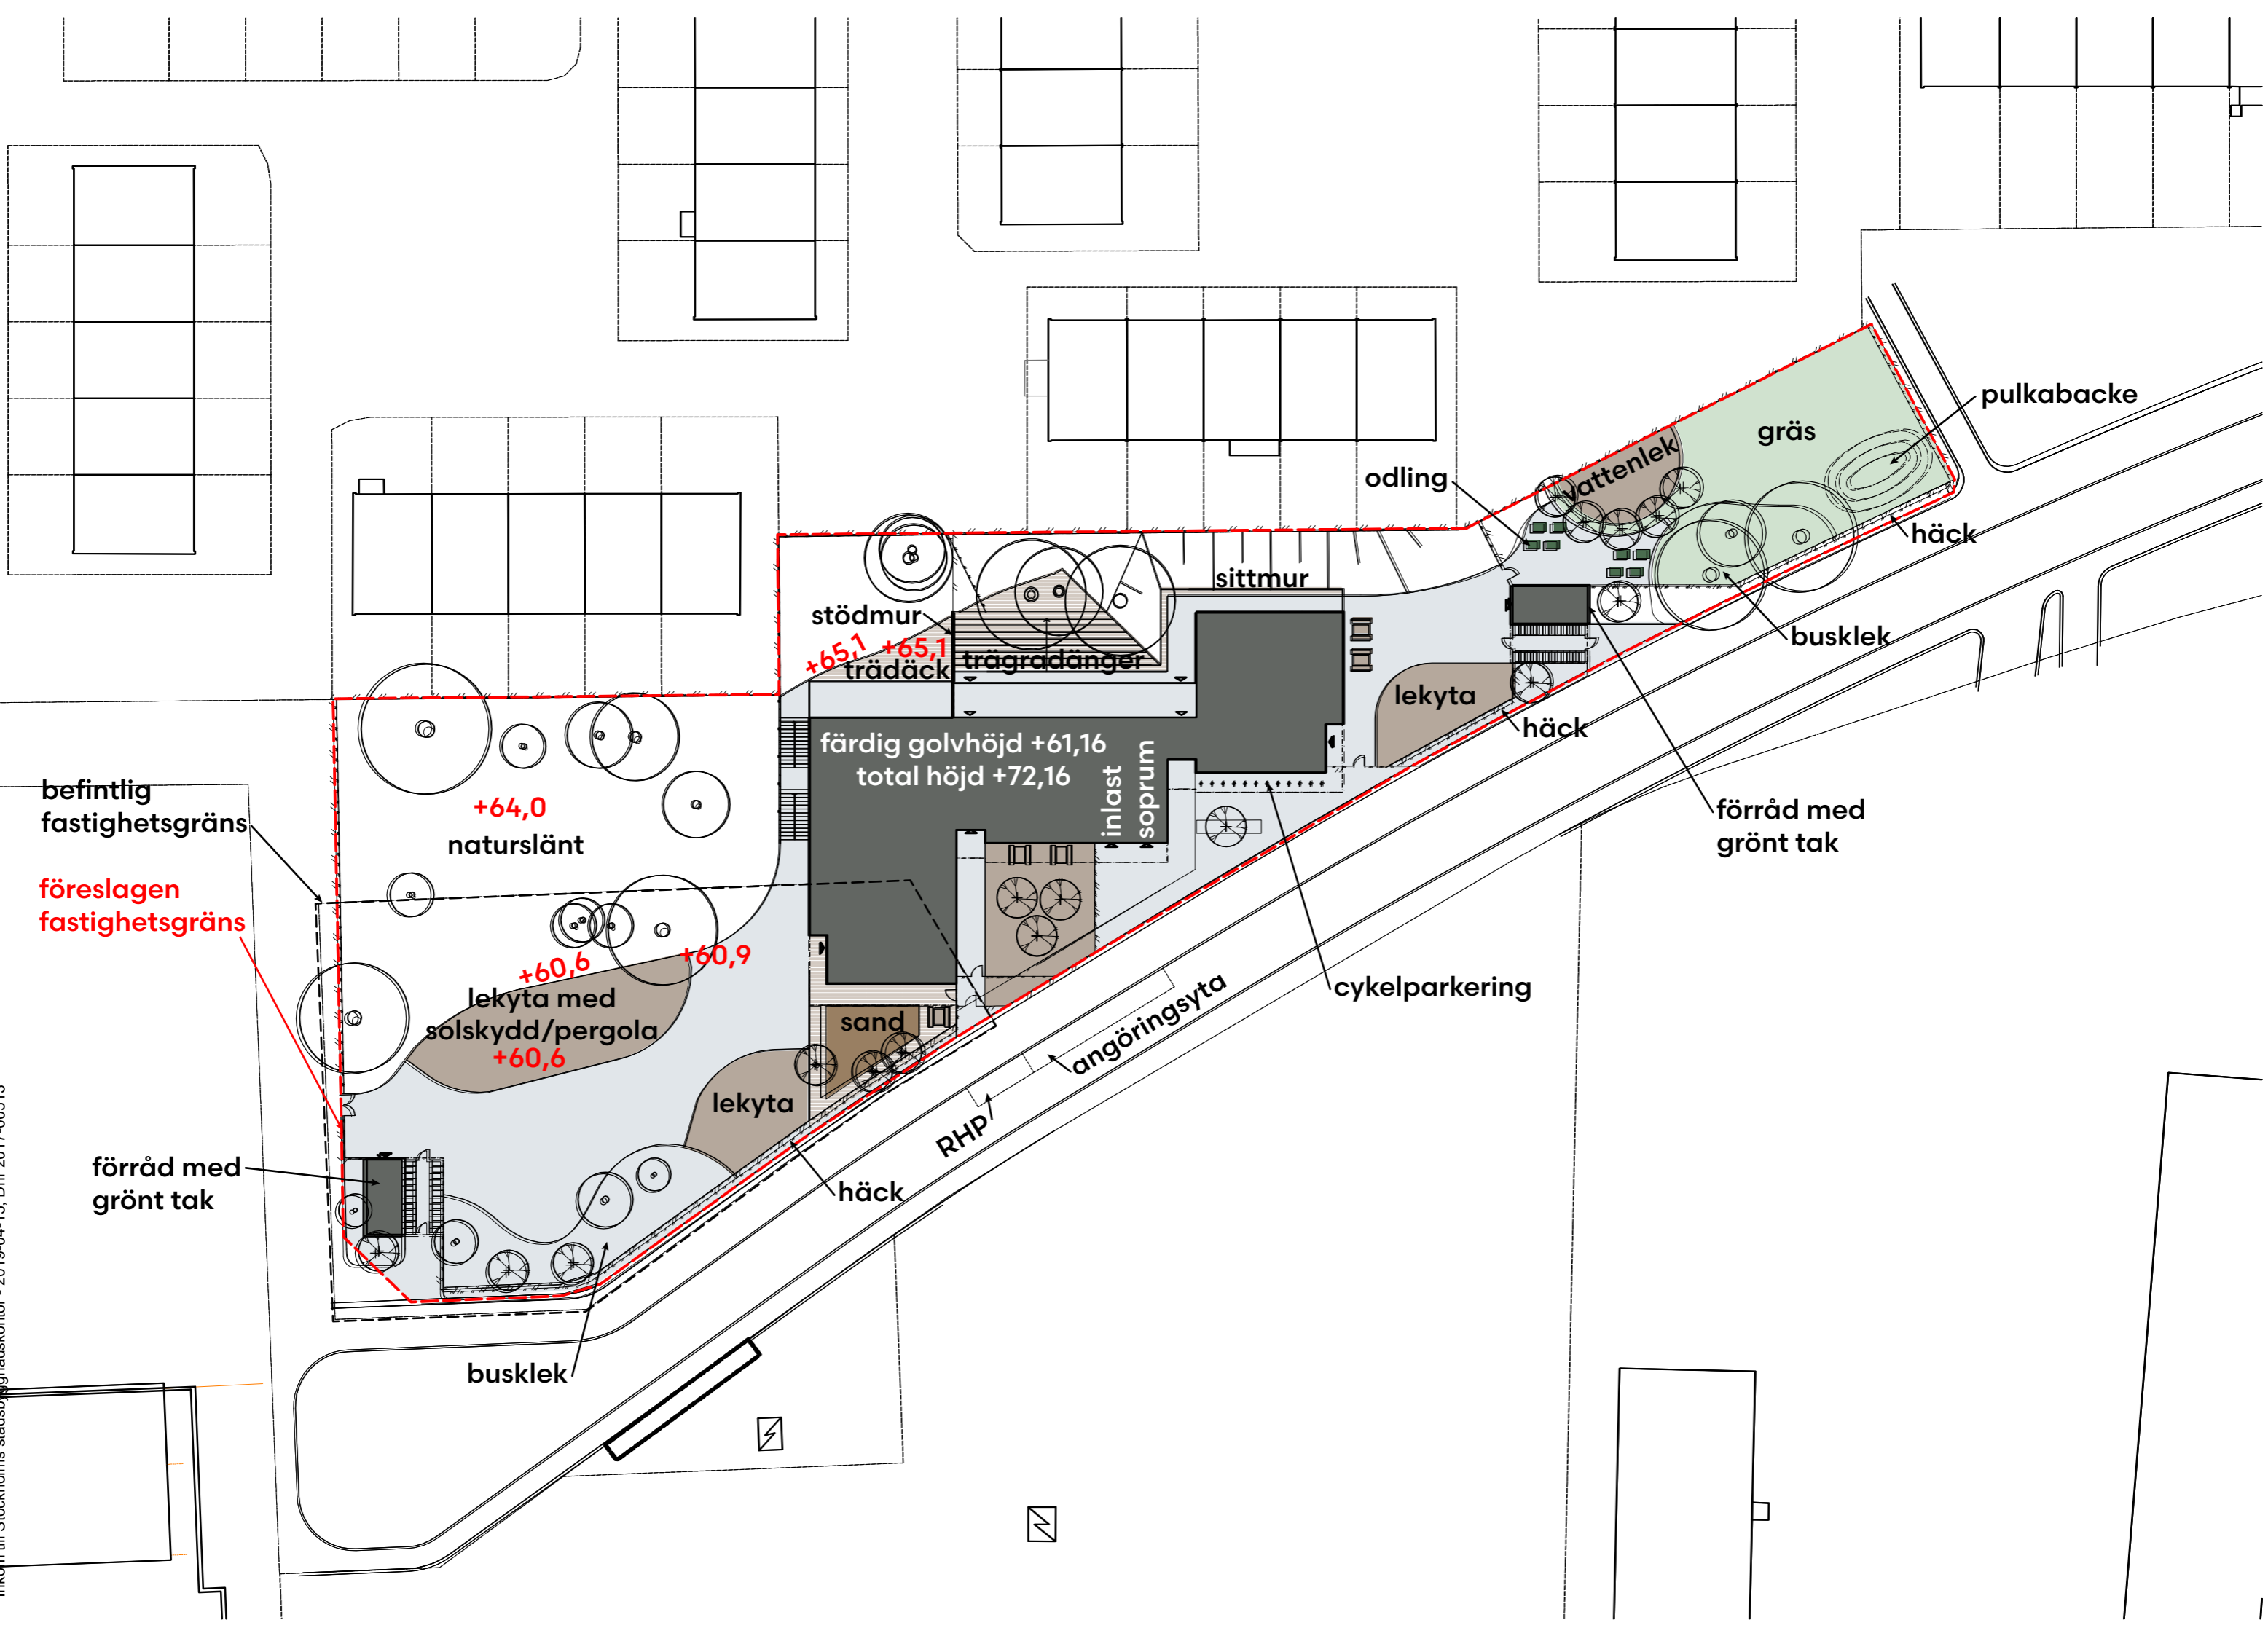 pulkabacke
gräs
vattenlek
odling
häck
sittmur
stödmur
busklek
+65,1
+65,1
trädäck
trägradänger
lekyta
häck
färdig golvhöjd +61,16
total höjd +72,16
inlast
soprum
befintlig
fastighetsgräns
+64,0
naturslänt
förråd med
grönt tak
föreslagen
fastighetsgräns
+60,9
+60,6
lekyta med
solskydd/pergola
+60,6
sand
cykelparkering
angöringsyta
lekyta
RHP
förråd med
grönt tak
häck
busklek